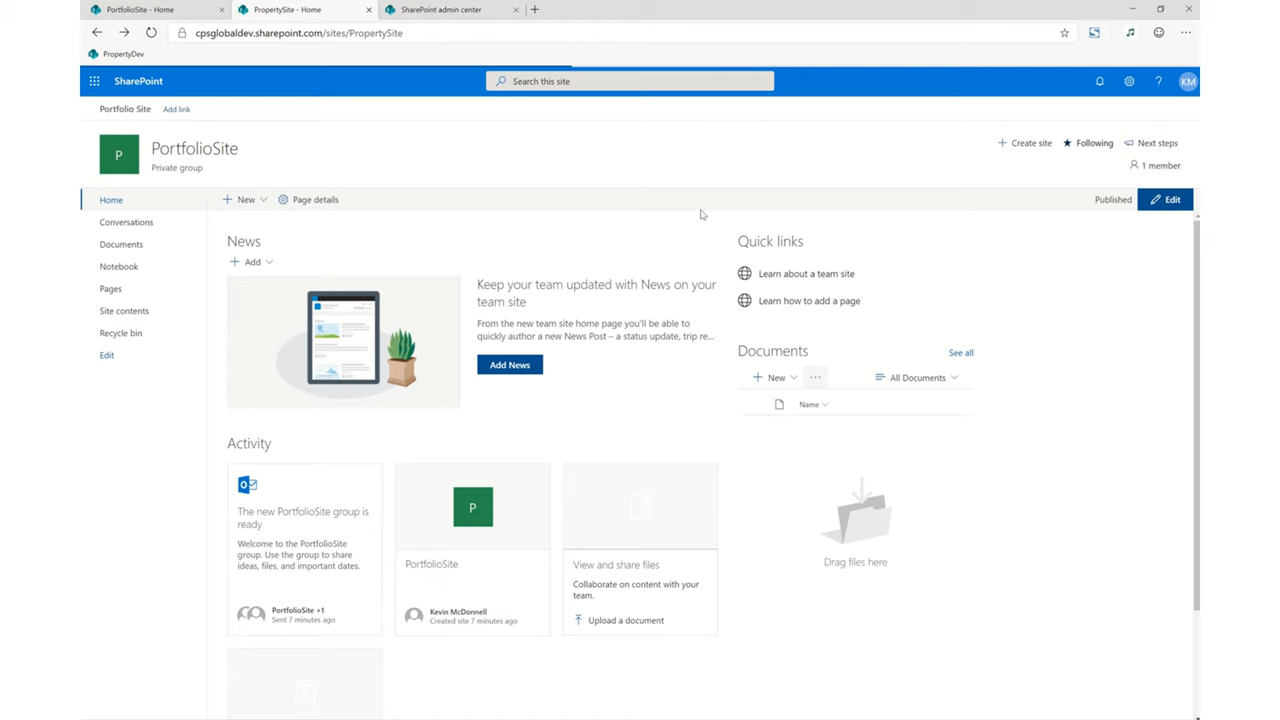 PortfolioSite - Home
PropertySite - Home
SharePoint admin center
cpsglobaldev.sharepoint.com/sites/PropertySite
PropertyDev
SharePoint
Search this site
KM
Portfolio Site
Add link
P
PortfolioSite
Private group
Create site
Following
Next steps
1 member
Home
Conversations
Documents
Notebook
Pages
Site contents
Recycle bin
Edit
New
Page details
Published
Edit
News
Add
Keep your team updated with News on your
team site
From the new team site home page you'll be able to
quickly author a new News Post – a status update, trip re...
Add News
Quick links
Learn about a team site
Learn how to add a page
Documents
See all
New
All Documents
Name
Drag files here
Activity
The new PortfolioSite group is
ready
Welcome to the PortfolioSite
group. Use the group to share
ideas, files, and important dates.
PortfolioSite +1
Sent 7 minutes ago
P
PortfolioSite
Kevin McDonnell
Created site 7 minutes ago
View and share files
Collaborate on content with your
team.
Upload a document